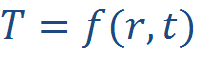 T = f(r, t)